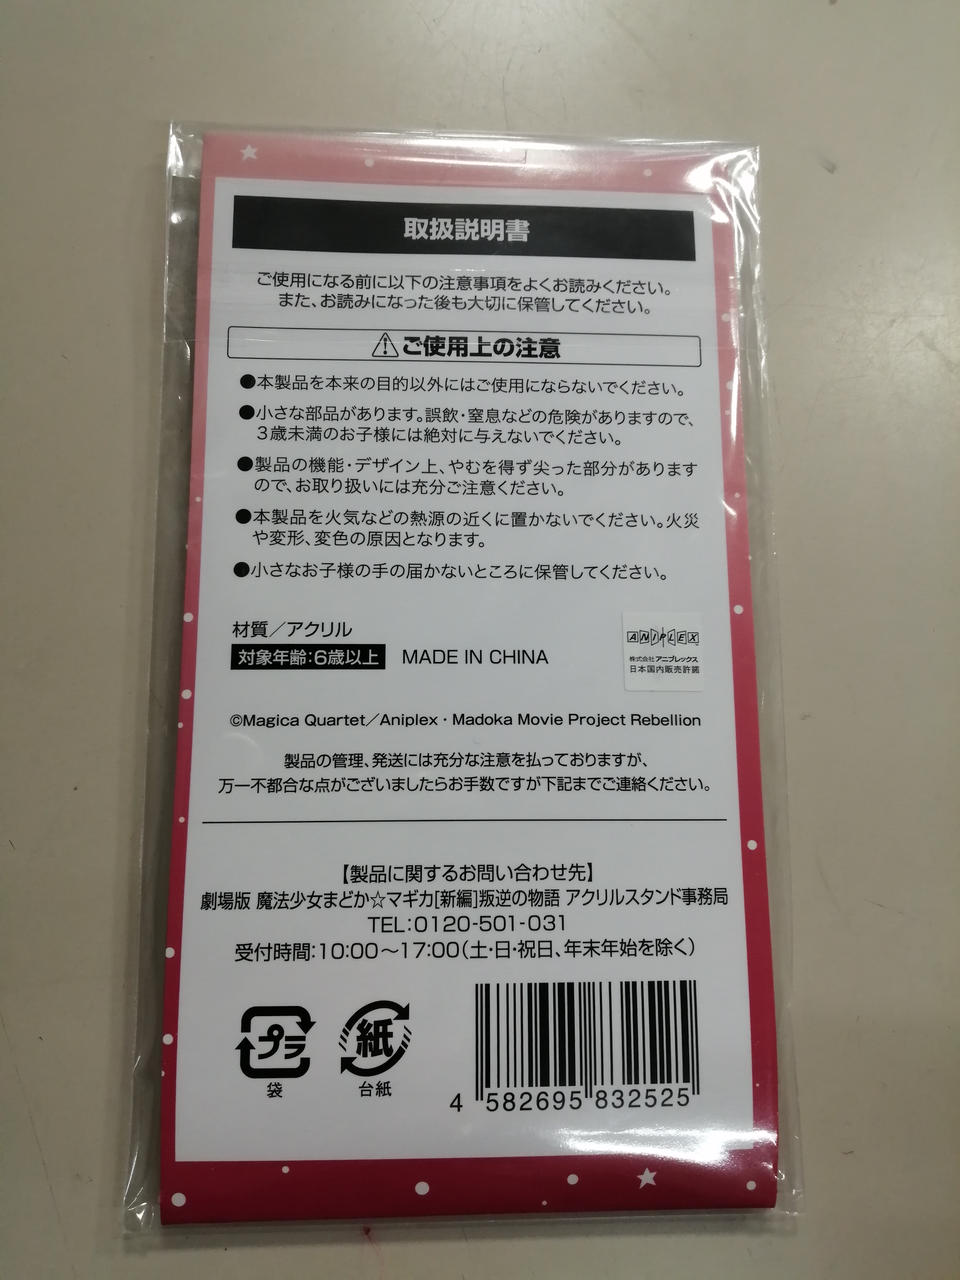 取扱説明書
ご使用になる前に以下の注意事項をよくお読みください。
また、お読みになった後も大切に保管してください。
ご使用上の注意
●本製品を本来の目的以外にはご使用にならないでください。
●小さな部品があります。誤飲・窒息などの危険がありますので、
3歳未満のお子様には絶対に与えないでください。
●製品の機能・デザイン上、やむを得ず尖った部分があります
ので、お取り扱いには充分ご注意ください。
●本製品を火気などの熱源の近くに置かないでください。火災
や変形、変色の原因となります。
●小さなお子様の手の届かないところに保管してください。
材質／アクリル
対象年齢:6歳以上 MADE IN CHINA
ANIPLEX
株式会社アニプレックス
日本国内販売許諾
©Magica Quartet／Aniplex・Madoka Movie Project Rebellion
製品の管理、発送には充分な注意を払っておりますが、
万一不都合な点がございましたらお手数ですが下記までご連絡ください。
【製品に関するお問い合わせ先】
劇場版 魔法少女まどか☆マギカ[新編]叛逆の物語 アクリルスタンド事務局
TEL:0120-501-031
受付時間:10:00～17:00(土・日・祝日、年末年始を除く)
プラ
袋
紙
台紙
4 582695 832525